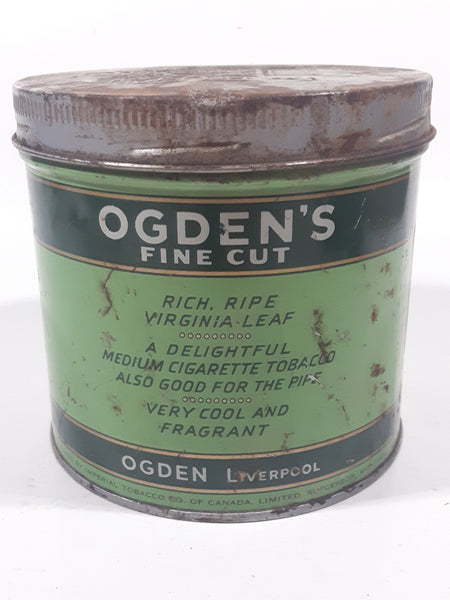 OGDEN'S
FINE CUT
RICH, RIPE
VIRGINIA-LEAF
A DELIGHTFUL
MEDIUM CIGARETTE TOBACCO
ALSO GOOD FOR THE PIPE
VERY COOL AND
FRAGRANT
OGDEN LIVERPOOL
BY IMPERIAL TOBACCO CO. OF CANADA, LIMITED. SUCCESSOR